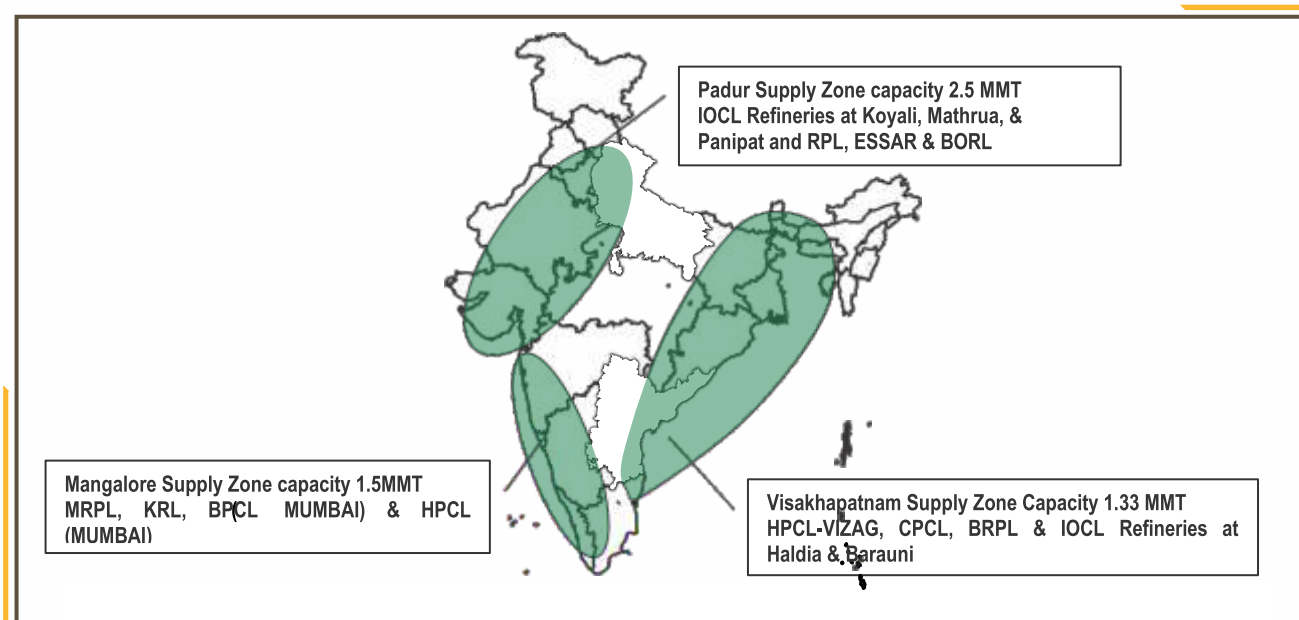 Padur Supply Zone capacity 2.5 MMT
IOCL Refineries at Koyali, Mathrua, &
Panipat and RPL, ESSAR & BORL
Mangalore Supply Zone capacity 1.5MMT
MRPL, KRL, BP(CL MUMBAI) & HPCL
(MUMBAI)
Visakhapatnam Supply Zone Capacity 1.33 MMT
HPCL-VIZAG, CPCL, BRPL & IOCL Refineries at
Haldia & Barauni